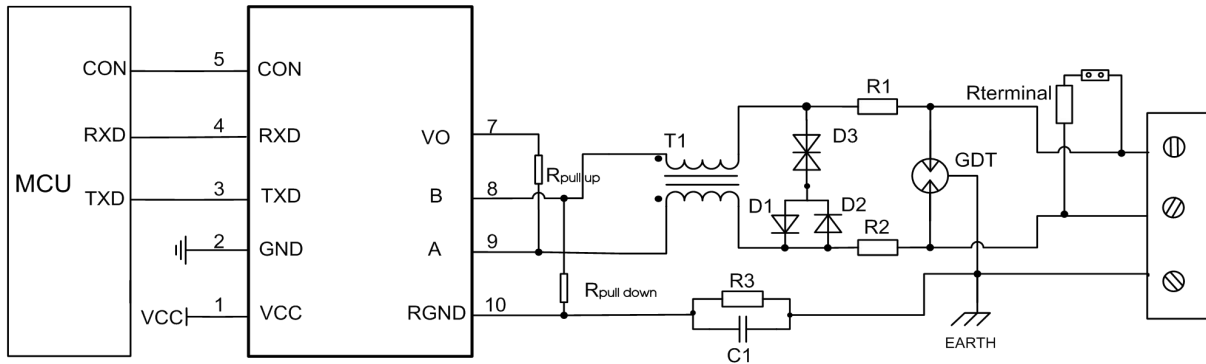 MCU
CON
RXD
TXD
5
4
3
2
1
VCC
CON
RXD
TXD
GND
VCC
VO
B
A
RGND
7
8
9
10
Rpull up
Rpull down
T1
D3
D1
D2
R1
R2
GDT
Rterminal
R3
C1
EARTH